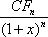 CFₙ
(1 + x)ⁿ